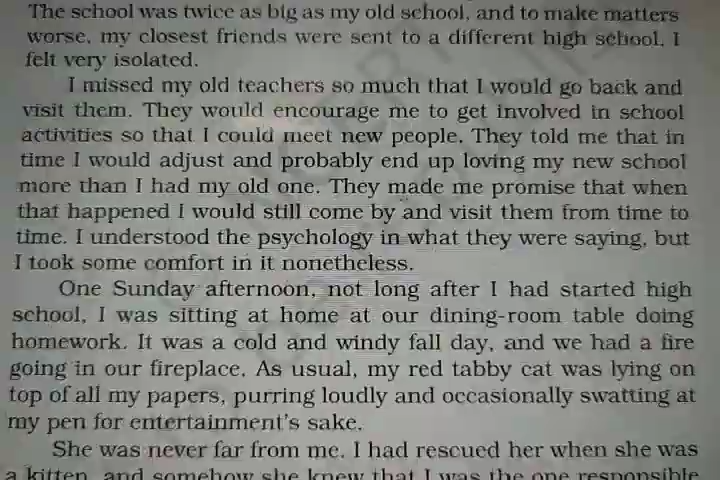 The school was twice as big as my old school, and to make matters
worse, my closest friends were sent to a different high school. I
felt very isolated.
I missed my old teachers so much that I would go back and
visit them. They would encourage me to get involved in school
activities so that I could meet new people. They told me that in
time I would adjust and probably end up loving my new school
more than I had my old one. They made me promise that when
that happened I would still come by and visit them from time to
time. I understood the psychology in what they were saying, but
I took some comfort in it nonetheless.
One Sunday afternoon, not long after I had started high
school, I was sitting at home at our dining-room table doing
homework. It was a cold and windy fall day, and we had a fire
going in our fireplace. As usual, my red tabby cat was lying on
top of all my papers, purring loudly and occasionally swatting at
my pen for entertainment's sake.
She was never far from me. I had rescued her when she was
a kitten, and somehow she knew that I was the one responsible